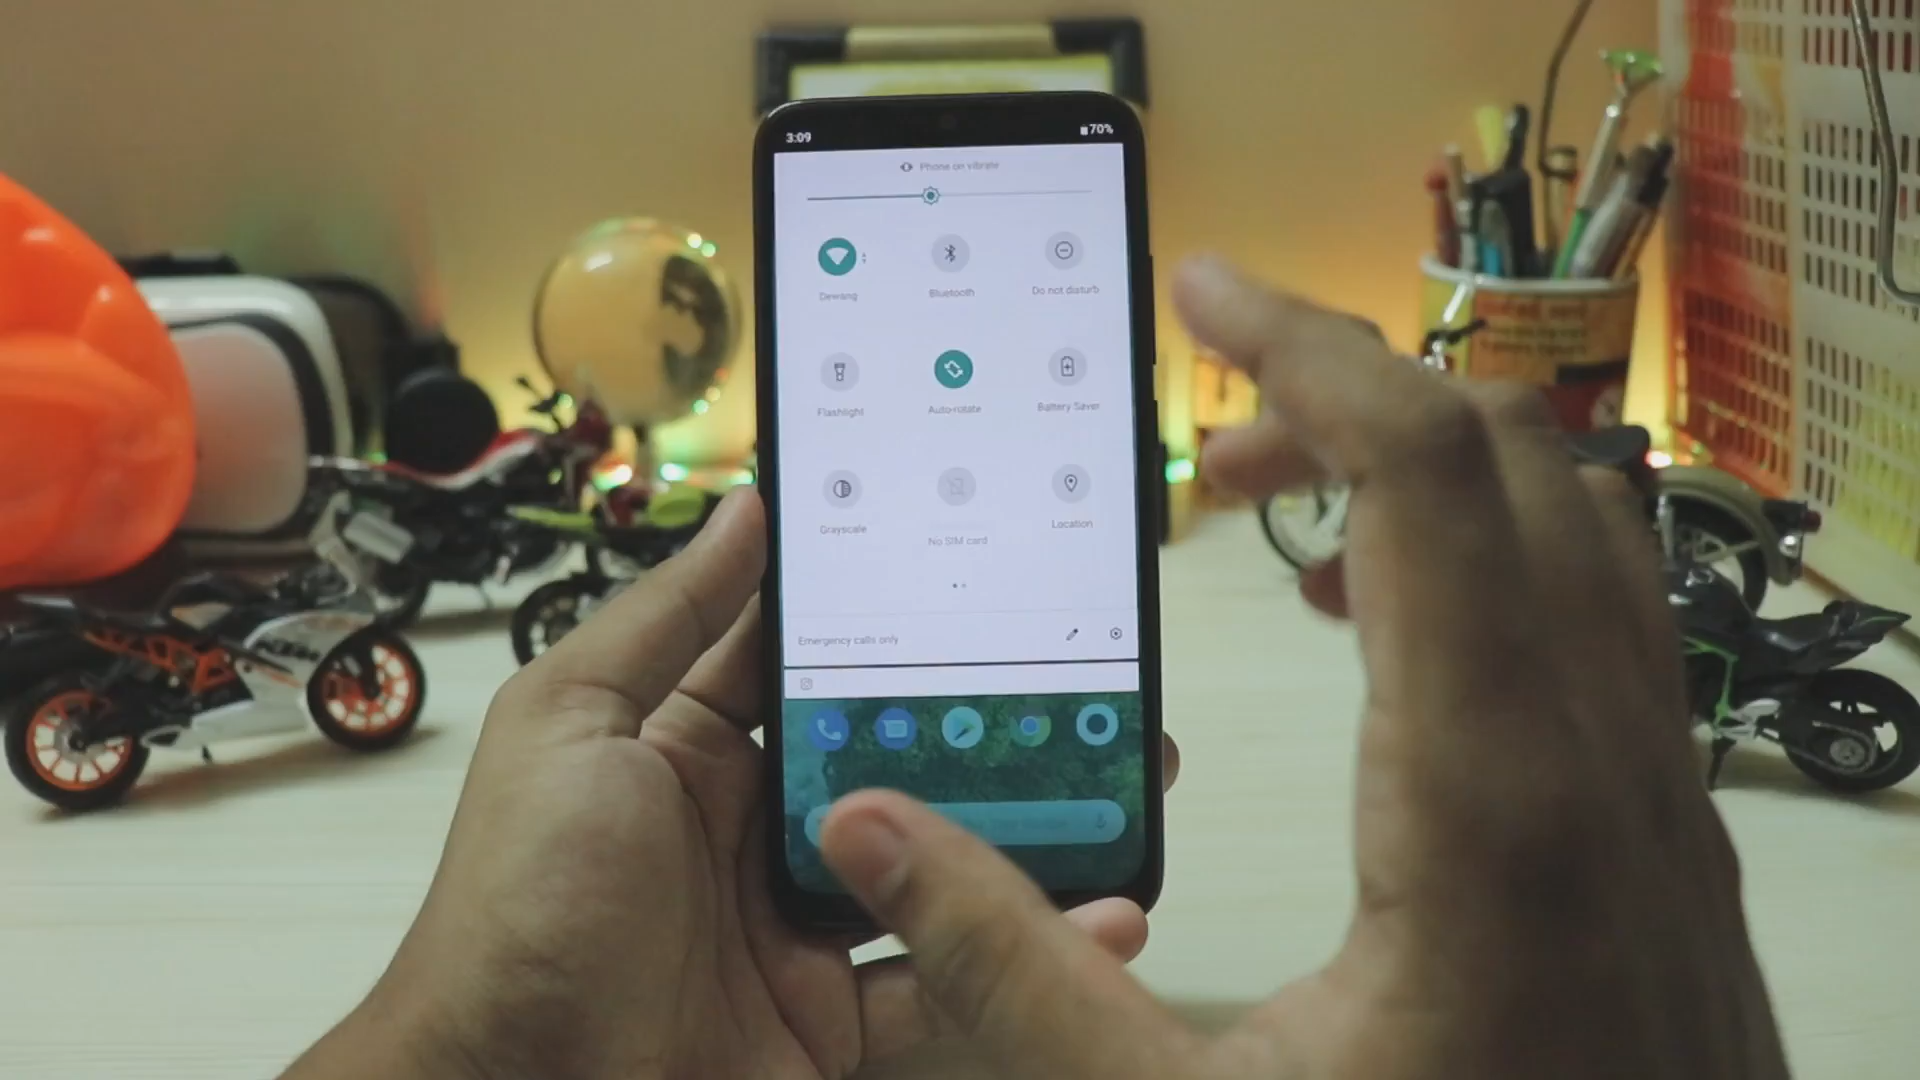 3:09
70%
Phone on vibrate
Dewang
Bluetooth
Do not disturb
Flashlight
Auto-rotate
Battery Saver
Grayscale
No SIM card
Location
Emergency calls only
KTM